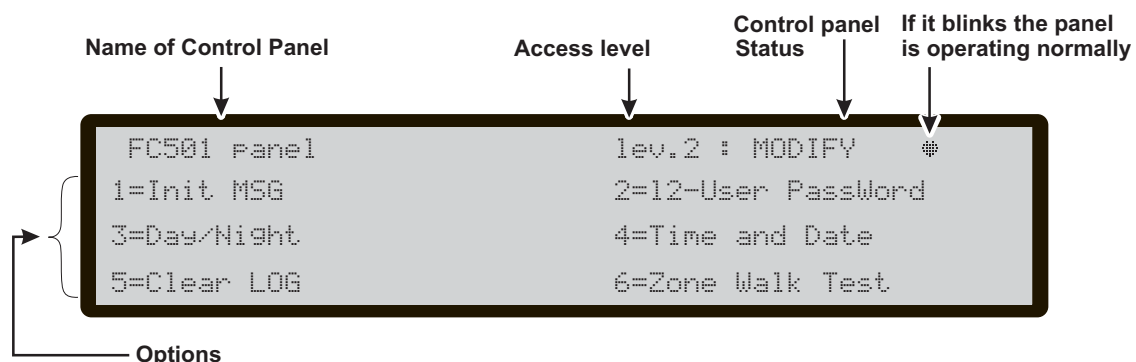 Name of Control Panel
Access level
Control panel
Status
If it blinks the panel
is operating normally
FC501 panel lev.2 : MODIFY
1=Init MSG 2=l2-User PassWord
3=Day/Night 4=Time and Date
5=Clear LOG 6=Zone Walk Test
Options